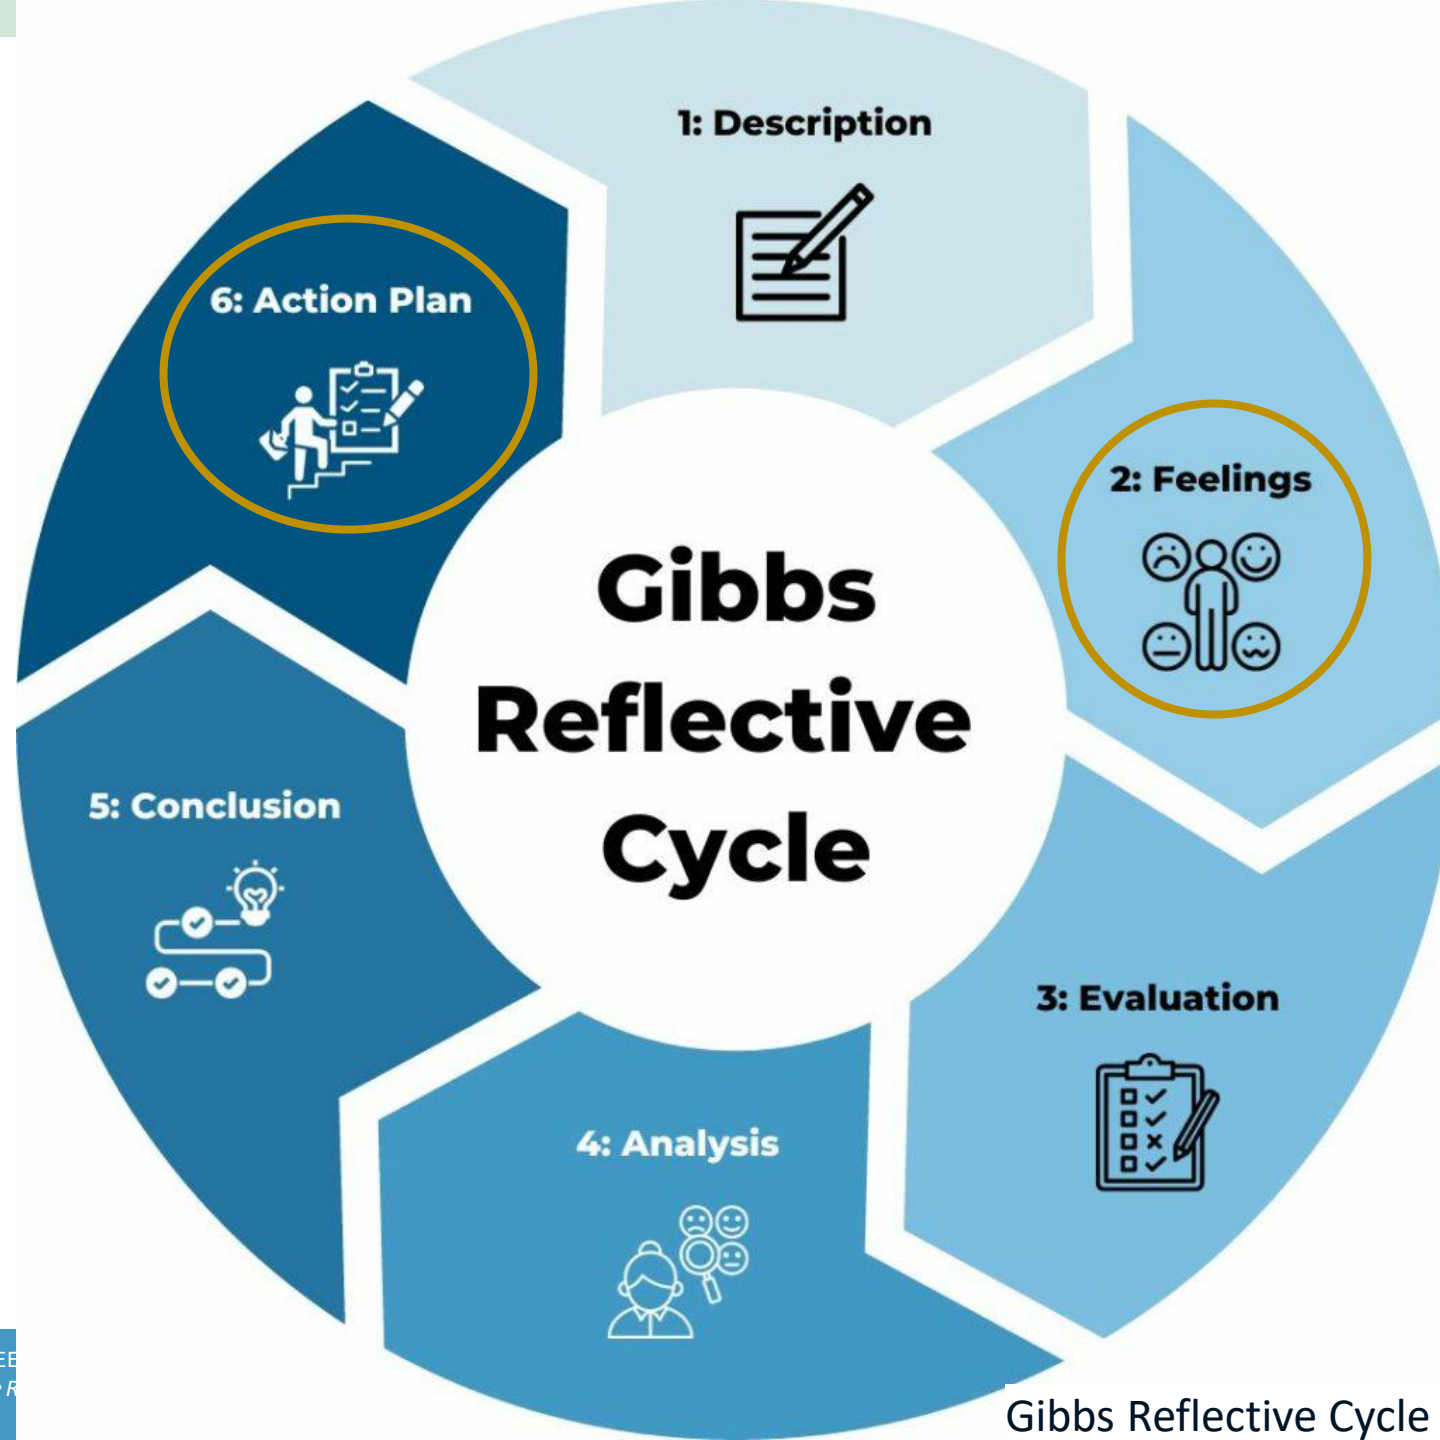 1: Description
2: Feelings
3: Evaluation
4: Analysis
5: Conclusion
6: Action Plan
Gibbs
Reflective
Cycle
Gibbs Reflective Cycle